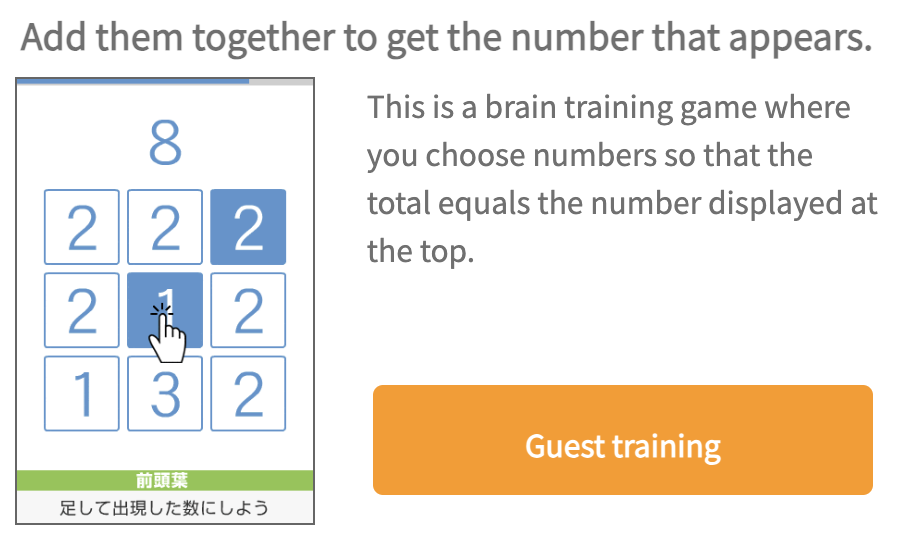 Add them together to get the number that appears.
8
2 2 2
2 1 2
1 3 2
前頭葉
足して出現した数にしよう
This is a brain training game where
you choose numbers so that the
total equals the number displayed at
the top.
Guest training